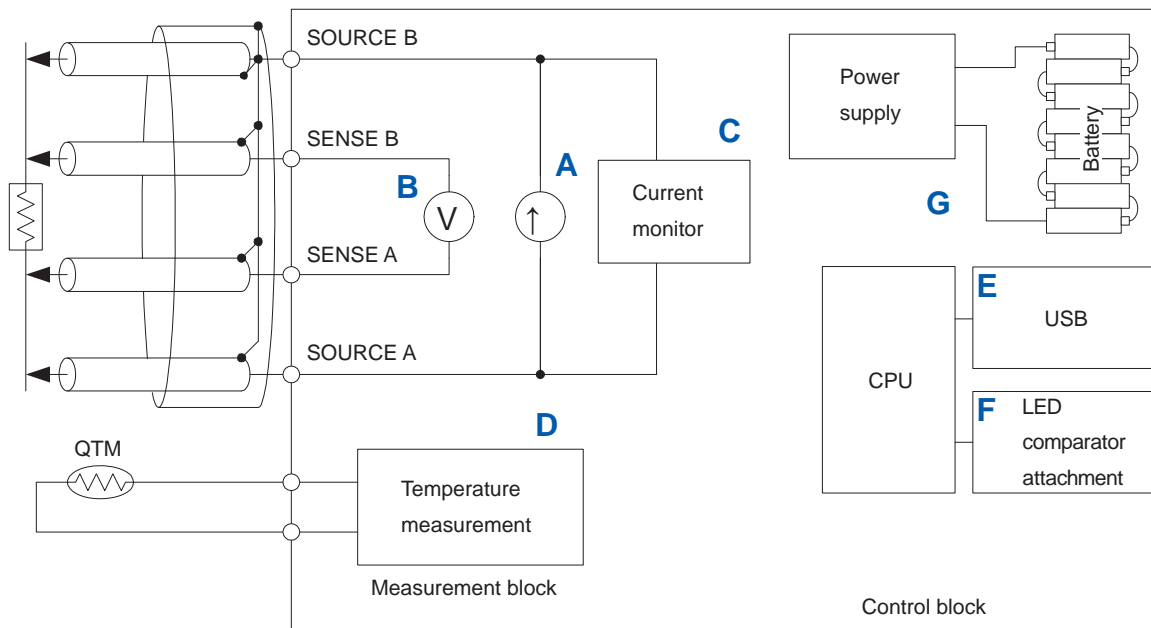 SOURCE B
SENSE B
SENSE A
SOURCE A
B
V
A
↑
C
Current
monitor
Power
supply
Battery
G
CPU
E
USB
F
LED
comparator
attachment
QTM
D
Temperature
measurement
Measurement block
Control block